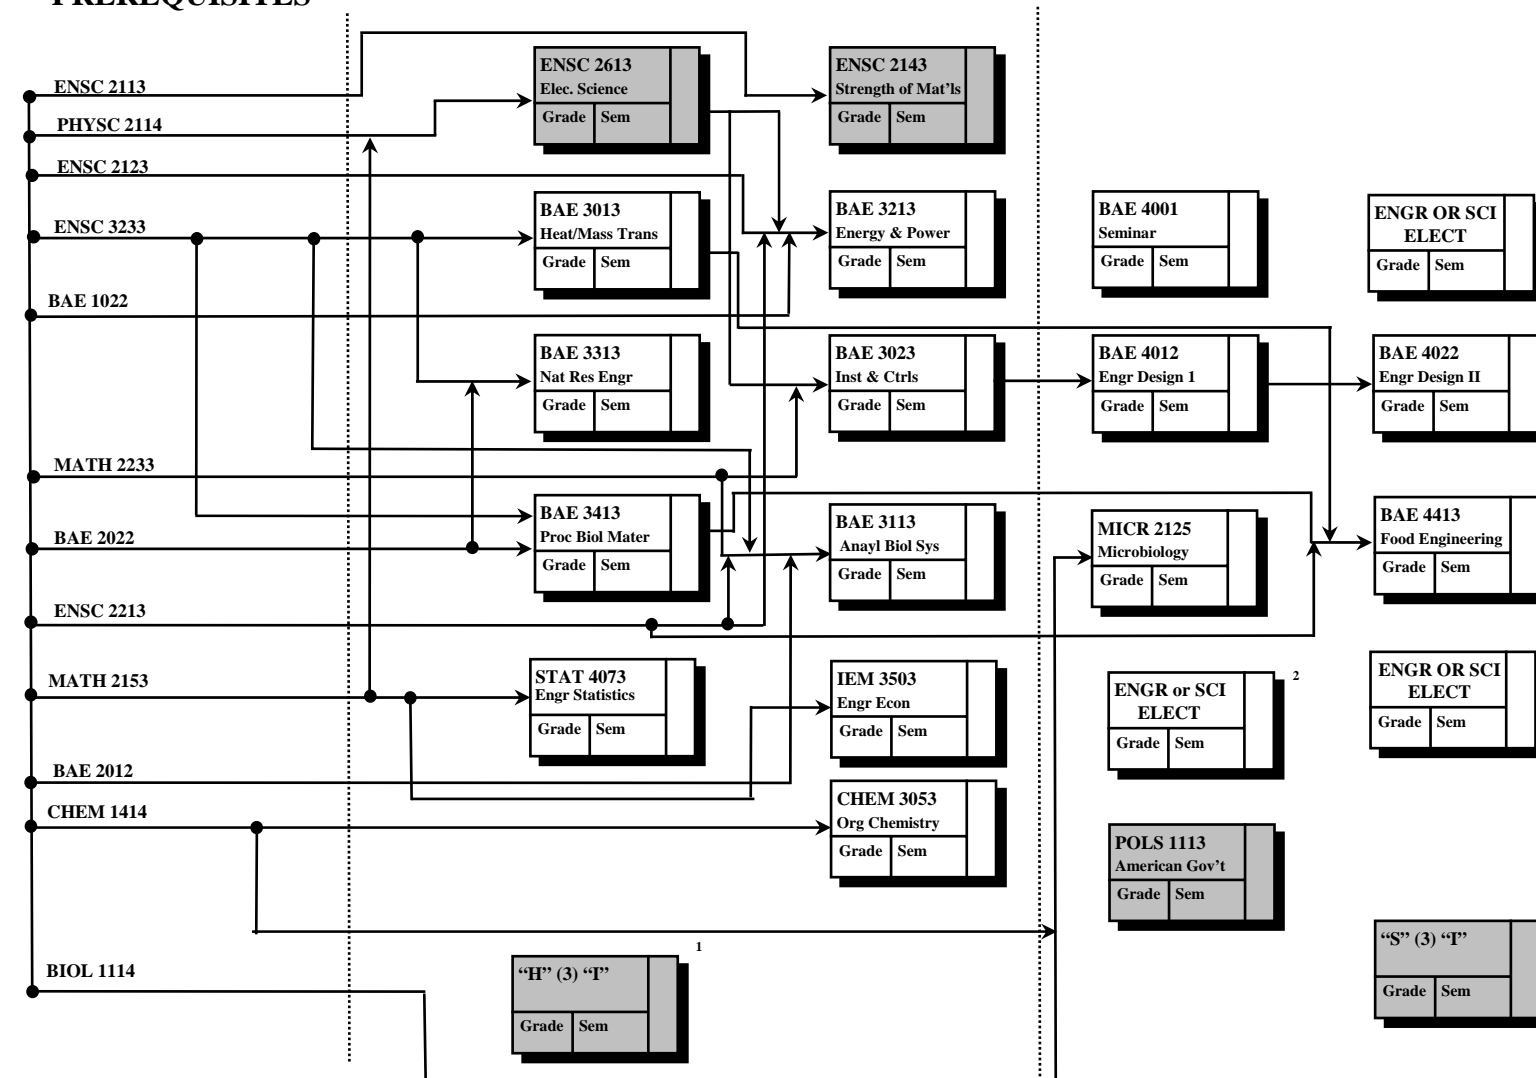 PREREQUISITES
ENSC 2113
PHYSC 2114
ENSC 2123
ENSC 3233
BAE 1022
MATH 2233
BAE 2022
ENSC 2213
MATH 2153
BAE 2012
CHEM 1414
BIOL 1114
ENSC 2613
Elec. Science
Grade Sem
BAE 3013
Heat/Mass Trans
Grade Sem
BAE 3313
Nat Res Engr
Grade Sem
BAE 3413
Proc Biol Mater
Grade Sem
STAT 4073
Engr Statistics
Grade Sem
1
“H” (3) “I”
Grade Sem
ENSC 2143
Strength of Mat’ls
Grade Sem
BAE 3213
Energy & Power
Grade Sem
BAE 3023
Inst & Ctrls
Grade Sem
BAE 3113
Anayl Biol Sys
Grade Sem
IEM 3503
Engr Econ
Grade Sem
CHEM 3053
Org Chemistry
Grade Sem
BAE 4001
Seminar
Grade Sem
BAE 4012
Engr Design 1
Grade Sem
MICR 2125
Microbiology
Grade Sem
2
ENGR or SCI
ELECT
Grade Sem
POLS 1113
American Gov’t
Grade Sem
ENGR OR SCI
ELECT
Grade Sem
BAE 4022
Engr Design II
Grade Sem
BAE 4413
Food Engineering
Grade Sem
ENGR OR SCI
ELECT
Grade Sem
“S” (3) “I”
Grade Sem